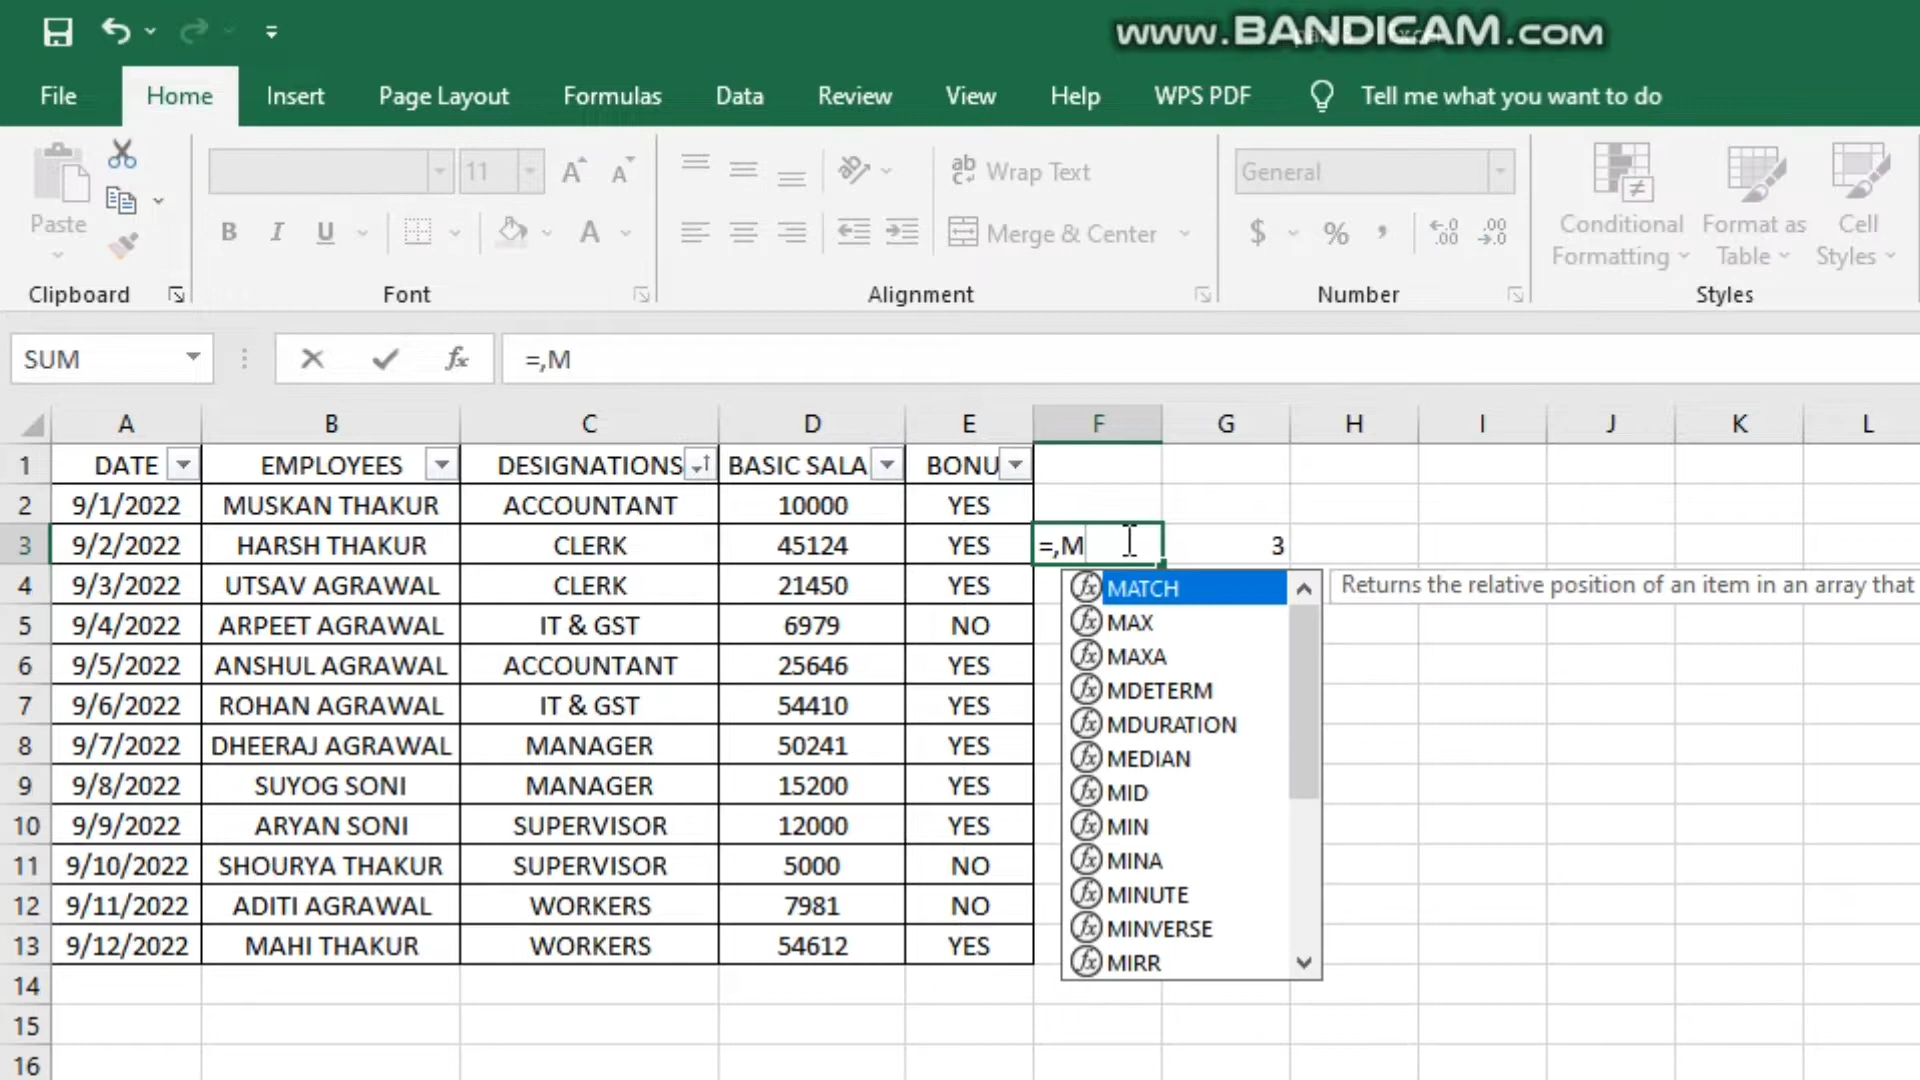 www.BANDICAM.com
File Home Insert Page Layout Formulas Data Review View Help WPS PDF Tell me what you want to do
Paste
11
ab
Wrap Text
General
B I U
A
Merge & Center
$ % ,
Conditional Formatting
Format as Table
Cell Styles
Clipboard Font Alignment Number Styles
SUM fx =,M
A B C D E F G H I J K L
1 DATE EMPLOYEES DESIGNATIONS BASIC SALA BONU
2 9/1/2022 MUSKAN THAKUR ACCOUNTANT 10000 YES
3 9/2/2022 HARSH THAKUR CLERK 45124 YES =,M 3
4 9/3/2022 UTSAV AGRAWAL CLERK 21450 YES
5 9/4/2022 ARPEET AGRAWAL IT & GST 6979 NO
6 9/5/2022 ANSHUL AGRAWAL ACCOUNTANT 25646 YES
7 9/6/2022 ROHAN AGRAWAL IT & GST 54410 YES
8 9/7/2022 DHEERAJ AGRAWAL MANAGER 50241 YES
9 9/8/2022 SUYOG SONI MANAGER 15200 YES
10 9/9/2022 ARYAN SONI SUPERVISOR 12000 YES
11 9/10/2022 SHOURYA THAKUR SUPERVISOR 5000 NO
12 9/11/2022 ADITI AGRAWAL WORKERS 7981 NO
13 9/12/2022 MAHI THAKUR WORKERS 54612 YES
14
15
16
MATCH
Returns the relative position of an item in an array that
MAX
MAXA
MDETERM
MDURATION
MEDIAN
MID
MIN
MINA
MINUTE
MINVERSE
MIRR